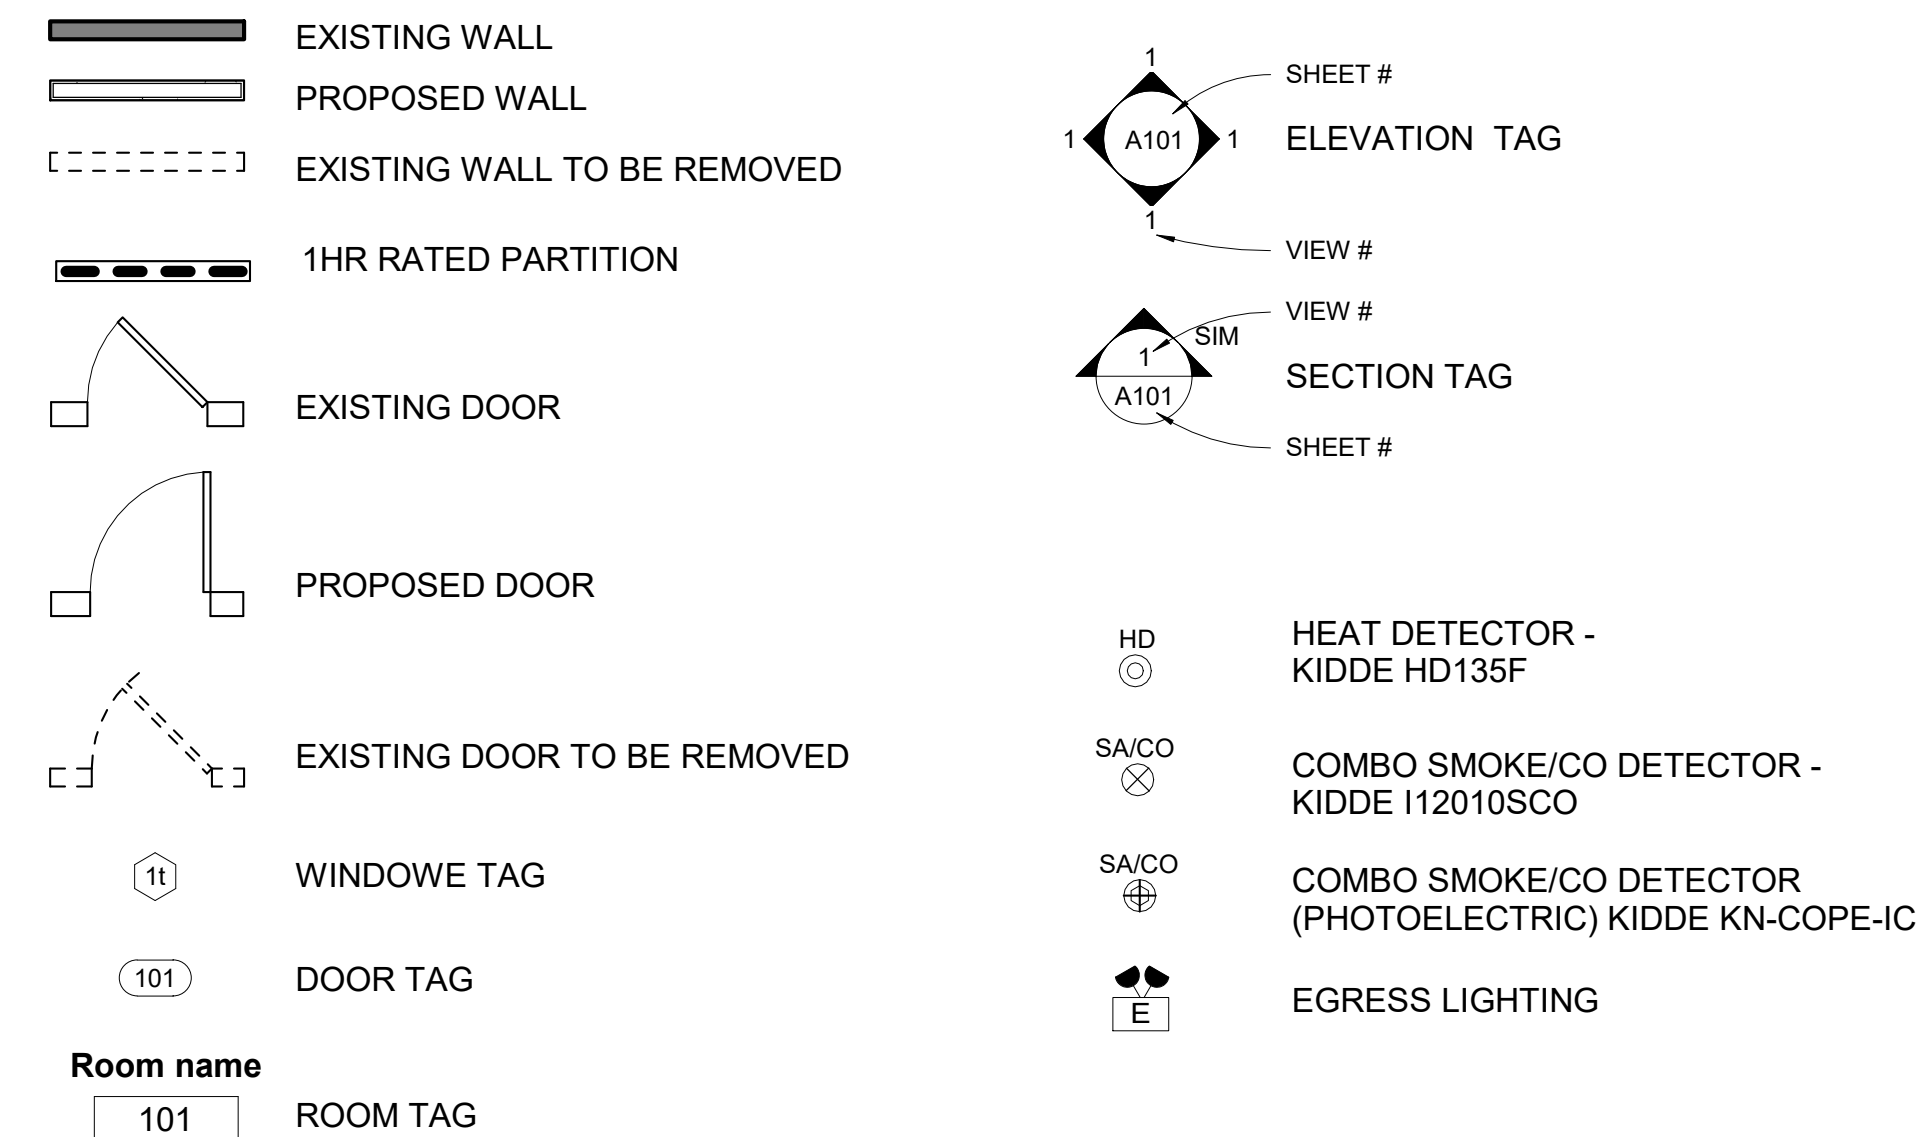 EXISTING WALL
PROPOSED WALL
EXISTING WALL TO BE REMOVED
1HR RATED PARTITION
EXISTING DOOR
PROPOSED DOOR
EXISTING DOOR TO BE REMOVED
1t
WINDOWE TAG
101
DOOR TAG
Room name
101
ROOM TAG
1
SHEET #
1
A101
1
ELEVATION TAG
1
VIEW #
VIEW #
SIM
1
SECTION TAG
A101
SHEET #
HD
HEAT DETECTOR -
KIDDE HD135F
SA/CO
COMBO SMOKE/CO DETECTOR -
KIDDE I12010SCO
SA/CO
COMBO SMOKE/CO DETECTOR
(PHOTOELECTRIC) KIDDE KN-COPE-IC
E
EGRESS LIGHTING